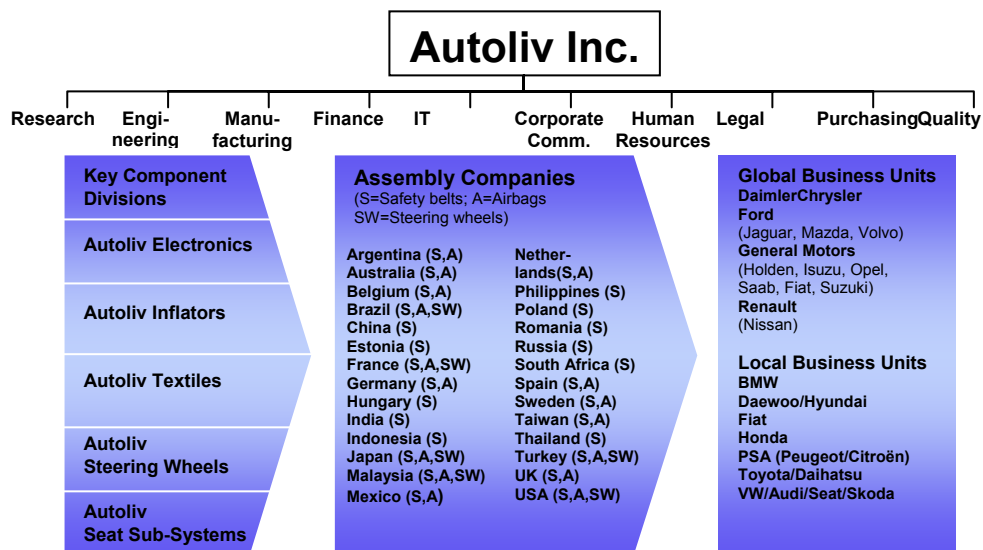 Autoliv Inc.
Research
Engi-
neering
Manu-
facturing
Finance
IT
Corporate
Comm.
Human
Resources
Legal
Purchasing
Quality
Key Component
Divisions
Autoliv Electronics
Autoliv Inflators
Autoliv Textiles
Autoliv
Steering Wheels
Autoliv
Seat Sub-Systems
Assembly Companies
(S=Safety belts; A=Airbags
SW=Steering wheels)
Argentina (S,A)
Australia (S,A)
Belgium (S,A)
Brazil (S,A,SW)
China (S)
Estonia (S)
France (S,A,SW)
Germany (S,A)
Hungary (S)
India (S)
Indonesia (S)
Japan (S,A,SW)
Malaysia (S,A,SW)
Mexico (S,A)
Nether-
lands(S,A)
Philippines (S)
Poland (S)
Romania (S)
Russia (S)
South Africa (S)
Spain (S,A)
Sweden (S,A)
Taiwan (S,A)
Thailand (S)
Turkey (S,A,SW)
UK (S,A)
USA (S,A,SW)
Global Business Units
DaimlerChrysler
Ford
(Jaguar, Mazda, Volvo)
General Motors
(Holden, Isuzu, Opel,
Saab, Fiat, Suzuki)
Renault
(Nissan)
Local Business Units
BMW
Daewoo/Hyundai
Fiat
Honda
PSA (Peugeot/Citroën)
Toyota/Daihatsu
VW/Audi/Seat/Skoda